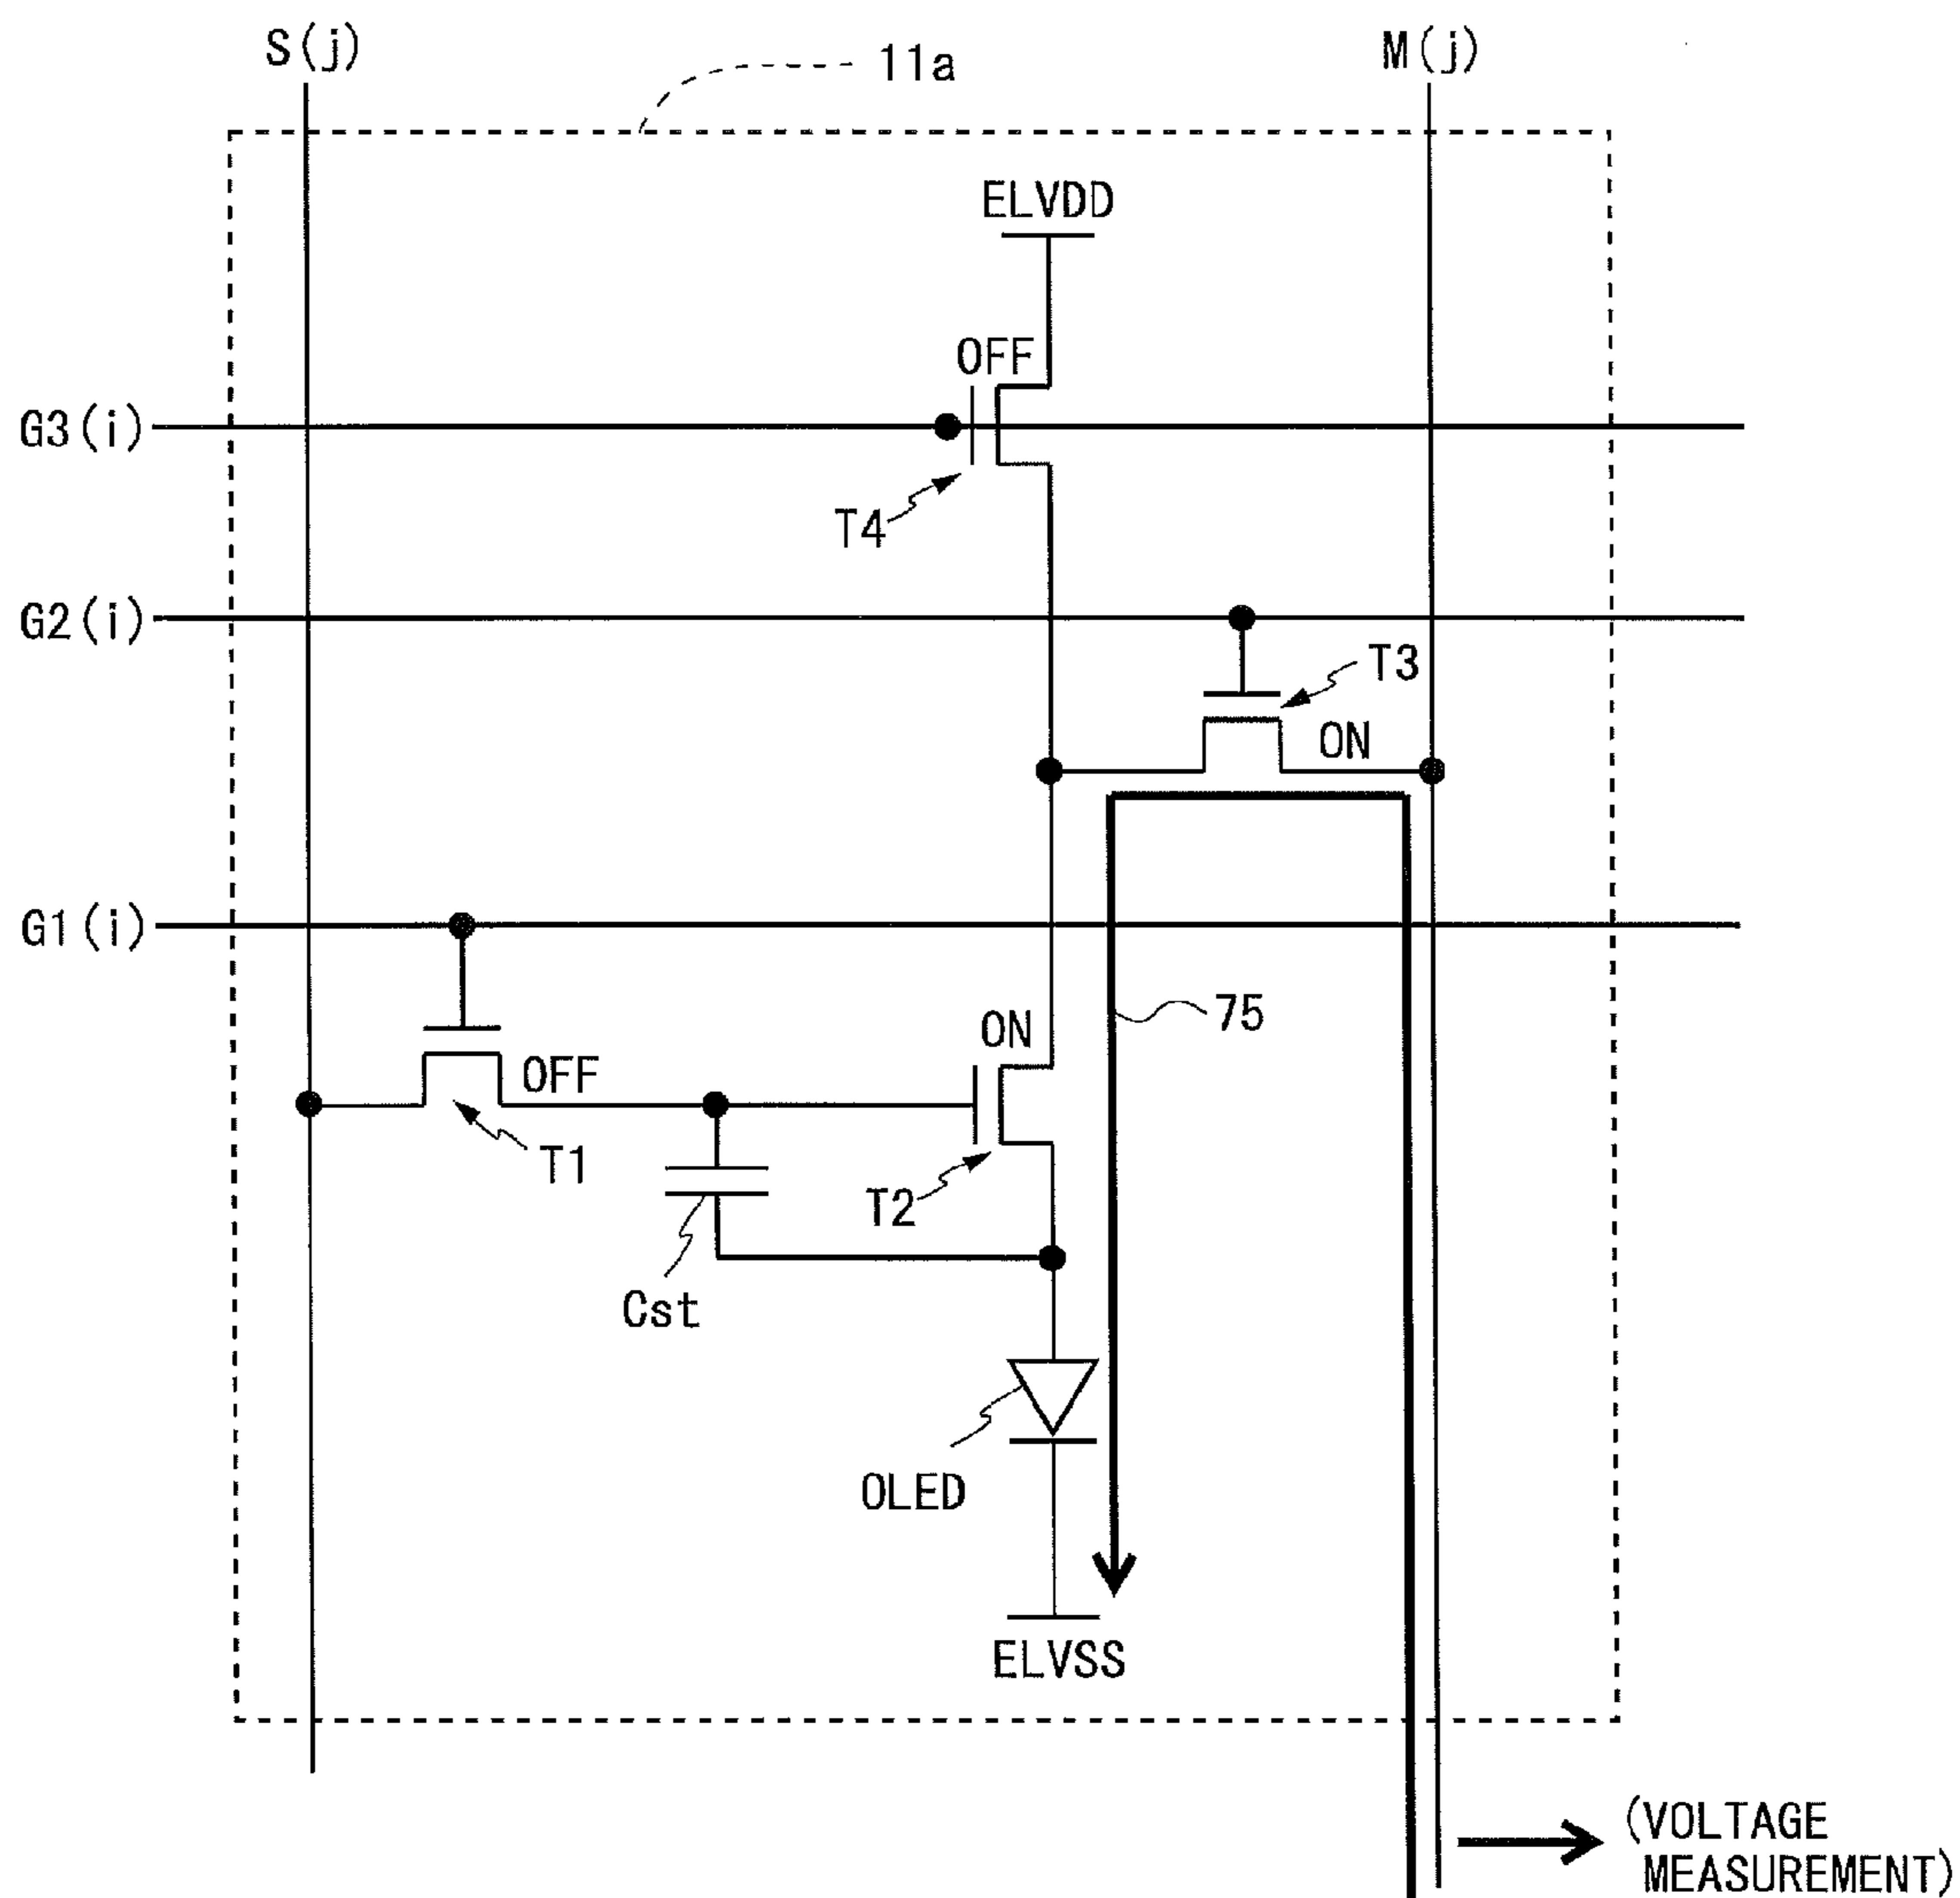 S(j)
11a
M(j)
ELVDD
OFF
G3(i)
T4
G2(i)
T3
ON
G1(i)
75
ON
OFF
T1
T2
Cst
OLED
ELVSS
(VOLTAGE
MEASUREMENT)